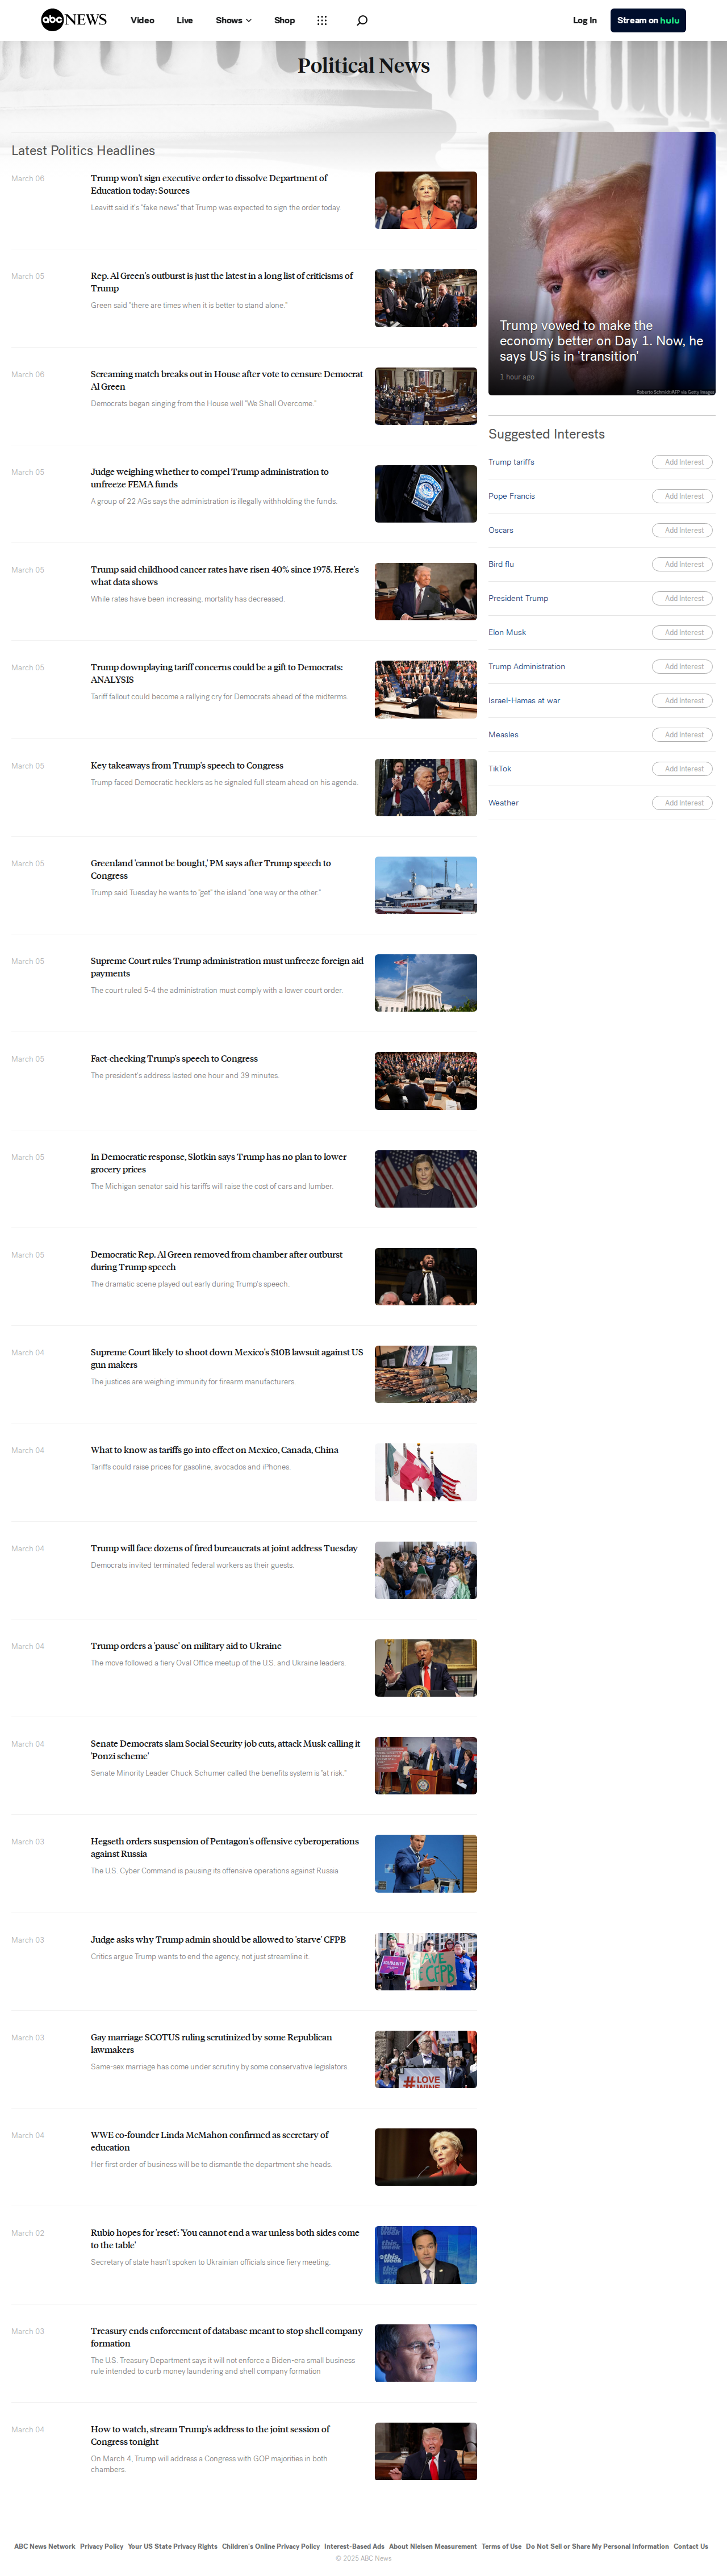 abc NEWS Video Live Shows Shop Log In Stream on hulu
Political News
Latest Politics Headlines
March 06
Trump won't sign executive order to dissolve Department of
Education today: Sources
Leavitt said it's "fake news" that Trump was expected to sign the order today.
March 05
Rep. Al Green's outburst is just the latest in a long list of criticisms of
Trump
Green said "there are times when it is better to stand alone."
March 06
Screaming match breaks out in House after vote to censure Democrat
Al Green
Democrats began singing from the House well "We Shall Overcome."
March 05
Judge weighing whether to compel Trump administration to
unfreeze FEMA funds
A group of 22 AGs says the administration is illegally withholding the funds.
March 05
Trump said childhood cancer rates have risen 40% since 1975. Here's
what data shows
While rates have been increasing, mortality has decreased.
March 05
Trump downplaying tariff concerns could be a gift to Democrats:
ANALYSIS
Tariff fallout could become a rallying cry for Democrats ahead of the midterms.
March 05
Key takeaways from Trump's speech to Congress
Trump faced Democratic hecklers as he signaled full steam ahead on his agenda.
March 05
Greenland 'cannot be bought,' PM says after Trump speech to
Congress
Trump said Tuesday he wants to "get" the island "one way or the other."
March 05
Supreme Court rules Trump administration must unfreeze foreign aid
payments
The court ruled 5-4 the administration must comply with a lower court order.
March 05
Fact-checking Trump's speech to Congress
The president's address lasted one hour and 39 minutes.
March 05
In Democratic response, Slotkin says Trump has no plan to lower
grocery prices
The Michigan senator said his tariffs will raise the cost of cars and lumber.
March 05
Democratic Rep. Al Green removed from chamber after outburst
during Trump speech
The dramatic scene played out early during Trump's speech.
March 04
Supreme Court likely to shoot down Mexico's $10B lawsuit against US
gun makers
The justices are weighing immunity for firearm manufacturers.
March 04
What to know as tariffs go into effect on Mexico, Canada, China
Tariffs could raise prices for gasoline, avocados and iPhones.
March 04
Trump will face dozens of fired bureaucrats at joint address Tuesday
Democrats invited terminated federal workers as their guests.
March 04
Trump orders a 'pause' on military aid to Ukraine
The move followed a fiery Oval Office meetup of the U.S. and Ukraine leaders.
March 04
Senate Democrats slam Social Security job cuts, attack Musk calling it
'Ponzi scheme'
Senate Minority Leader Chuck Schumer called the benefits system is "at risk."
March 03
Hegseth orders suspension of Pentagon's offensive cyberoperations
against Russia
The U.S. Cyber Command is pausing its offensive operations against Russia
March 03
Judge asks why Trump admin should be allowed to 'starve' CFPB
Critics argue Trump wants to end the agency, not just streamline it.
March 03
Gay marriage SCOTUS ruling scrutinized by some Republican
lawmakers
Same-sex marriage has come under scrutiny by some conservative legislators.
March 04
WWE co-founder Linda McMahon confirmed as secretary of
education
Her first order of business will be to dismantle the department she heads.
March 02
Rubio hopes for 'reset': 'You cannot end a war unless both sides come
to the table'
Secretary of state hasn't spoken to Ukrainian officials since fiery meeting.
March 03
Treasury ends enforcement of database meant to stop shell company
formation
The U.S. Treasury Department says it will not enforce a Biden-era small business
rule intended to curb money laundering and shell company formation
March 04
How to watch, stream Trump's address to the joint session of
Congress tonight
On March 4, Trump will address a Congress with GOP majorities in both
chambers.
Trump vowed to make the
economy better on Day 1. Now, he
says US is in 'transition'
1 hour ago
Roberto Schmidt/AFP via Getty Images
Suggested Interests
Trump tariffs Add Interest
Pope Francis Add Interest
Oscars Add Interest
Bird flu Add Interest
President Trump Add Interest
Elon Musk Add Interest
Trump Administration Add Interest
Israel-Hamas at war Add Interest
Measles Add Interest
TikTok Add Interest
Weather Add Interest
ABC News Network Privacy Policy Your US State Privacy Rights Children's Online Privacy Policy Interest-Based Ads About Nielsen Measurement Terms of Use Do Not Sell or Share My Personal Information Contact Us
© 2025 ABC News